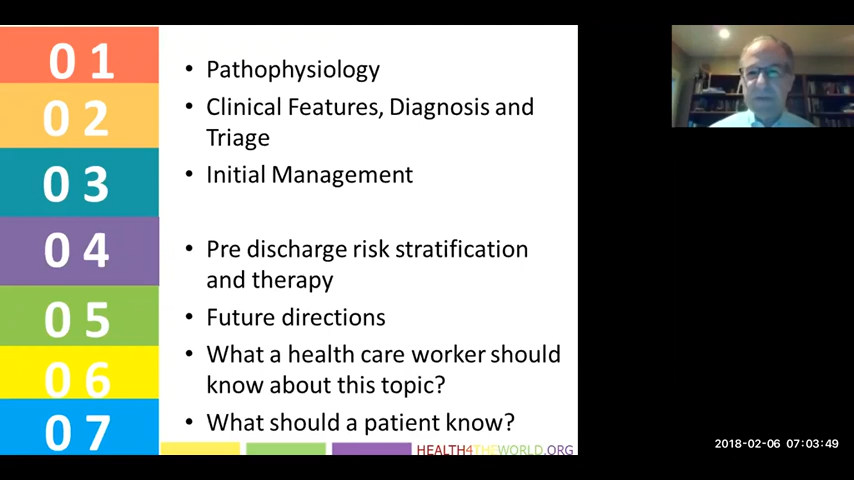 01
• Pathophysiology
02
• Clinical Features, Diagnosis and
Triage
03
• Initial Management
04
• Pre discharge risk stratification
and therapy
05
• Future directions
06
• What a health care worker should
know about this topic?
07
• What should a patient know?
HEALTH4THEWORLD.ORG
2018-02-06 07:03:49